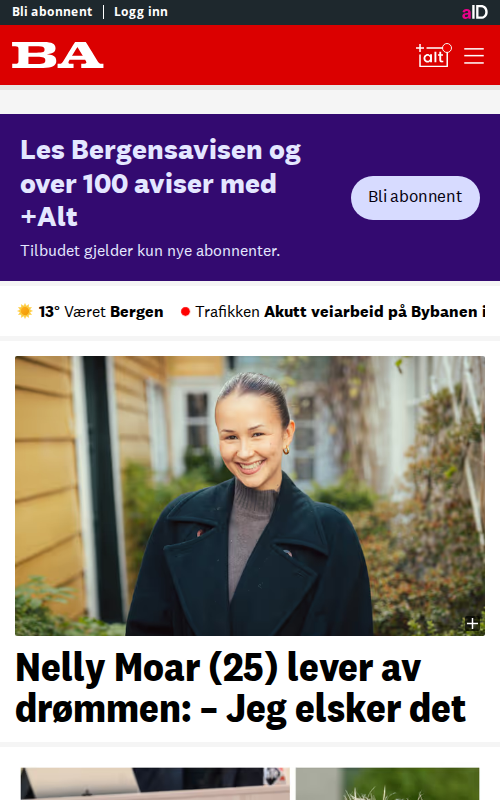 Bli abonnent | Logg inn
aID
BA
+alt
Les Bergensavisen og
over 100 aviser med
+Alt
Bli abonnent
Tilbudet gjelder kun nye abonnenter.
13° Været Bergen
Trafikken Akutt veiarbeid på Bybanen i
Nelly Moar (25) lever av
drømmen: – Jeg elsker det